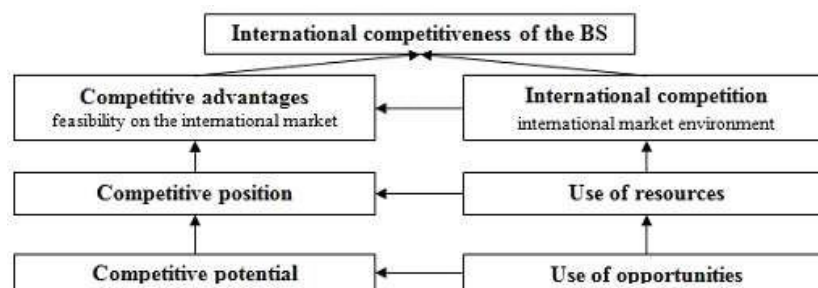 International competitiveness of the BS
Competitive advantages
feasibility on the international market
International competition
international market environment
Competitive position
Use of resources
Competitive potential
Use of opportunities